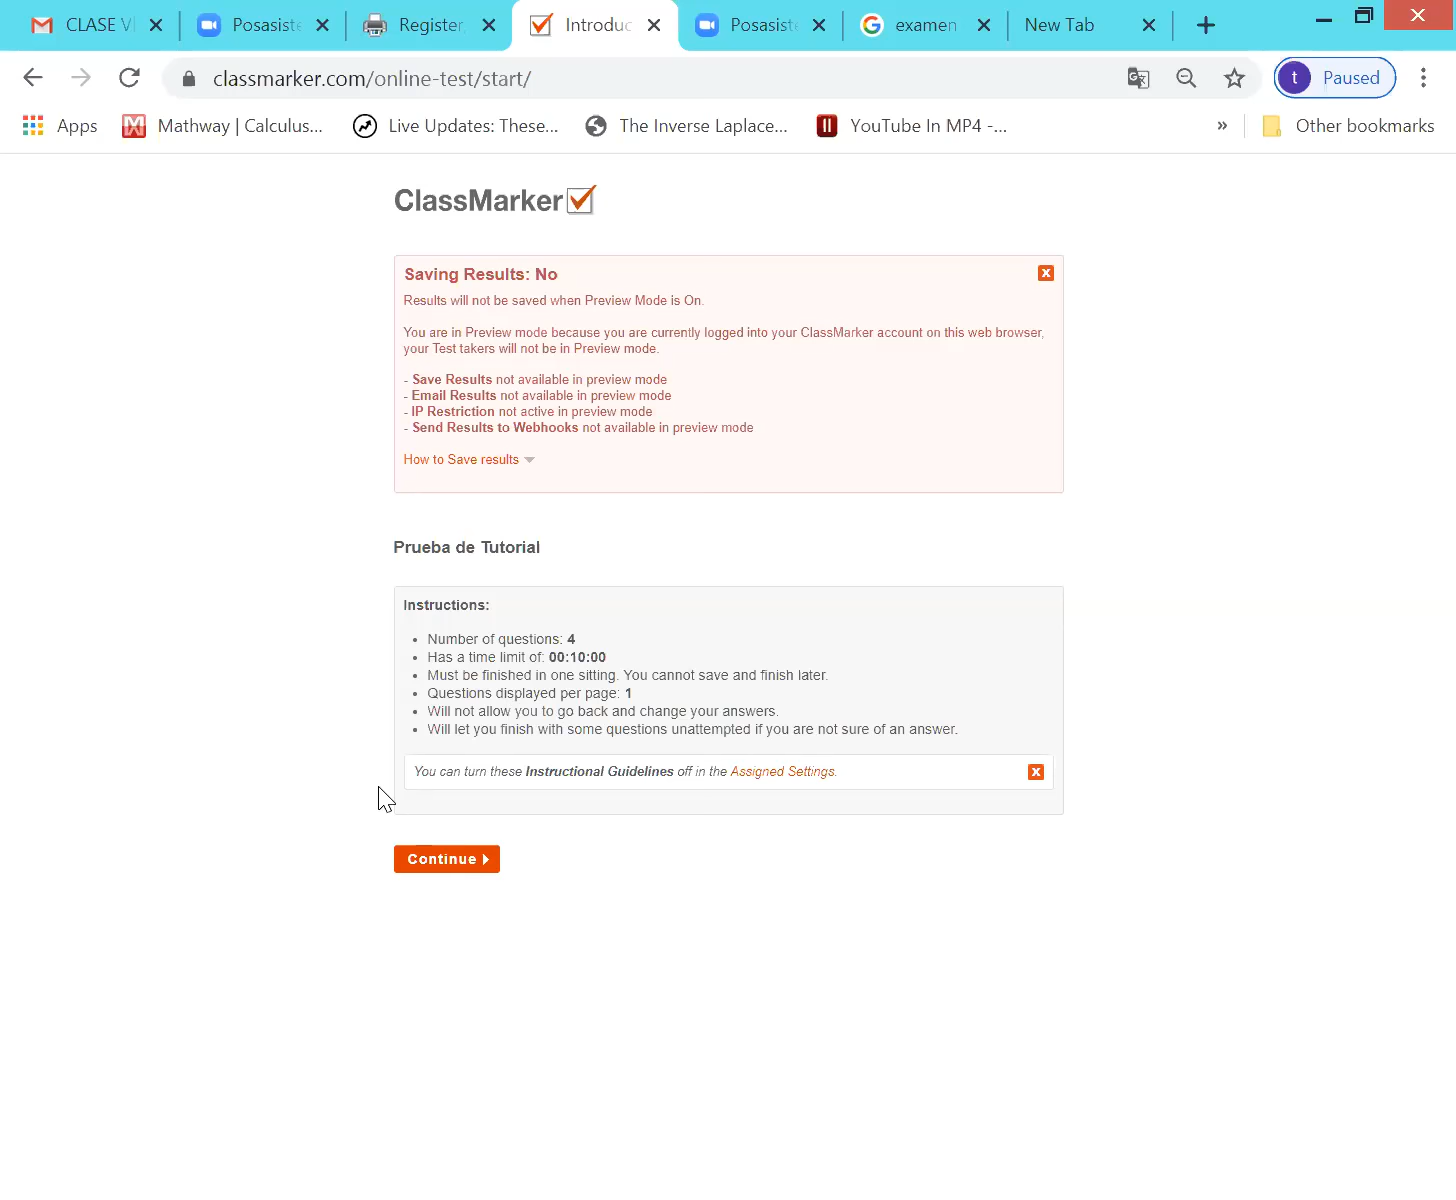 CLASE
Posasiste
Register
Introduc
Posasiste
examen
New Tab
classmarker.com/online-test/start/
t
Paused
Apps
Mathway | Calculus...
Live Updates: These...
The Inverse Laplace...
YouTube In MP4 -...
»
Other bookmarks
ClassMarker
Saving Results: No
x
Results will not be saved when Preview Mode is On.
You are in Preview mode because you are currently logged into your ClassMarker account on this web browser,
your Test takers will not be in Preview mode.
- Save Results not available in preview mode
- Email Results not available in preview mode
- IP Restriction not active in preview mode
- Send Results to Webhooks not available in preview mode
How to Save results
Prueba de Tutorial
Instructions:
• Number of questions: 4
• Has a time limit of: 00:10:00
• Must be finished in one sitting. You cannot save and finish later.
• Questions displayed per page: 1
• Will not allow you to go back and change your answers.
• Will let you finish with some questions unattempted if you are not sure of an answer.
You can turn these Instructional Guidelines off in the Assigned Settings.
x
Continue